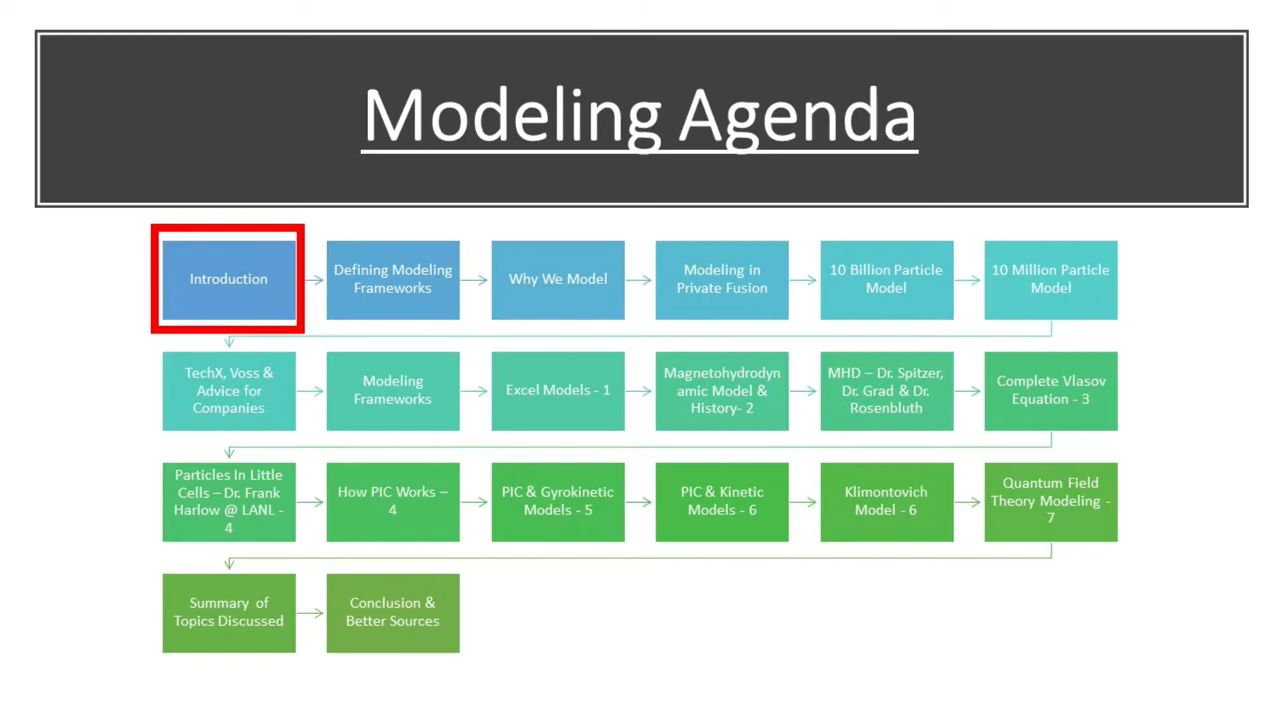 Modeling Agenda
Introduction
Defining Modeling
Frameworks
Why We Model
Modeling in
Private Fusion
10 Billion Particle
Model
10 Million Particle
Model
TechX, Voss &
Advice for
Companies
Modeling
Frameworks
Excel Models - 1
Magnetohydrodyn
amic Model &
History- 2
MHD – Dr. Spitzer,
Dr. Grad & Dr.
Rosenbluth
Complete Vlasov
Equation - 3
Particles In Little
Cells – Dr. Frank
Harlow @ LANL -
4
How PIC Works –
4
PIC & Gyrokinetic
Models - 5
PIC & Kinetic
Models - 6
Klimontovich
Model - 6
Quantum Field
Theory Modeling -
7
Summary of
Topics Discussed
Conclusion &
Better Sources